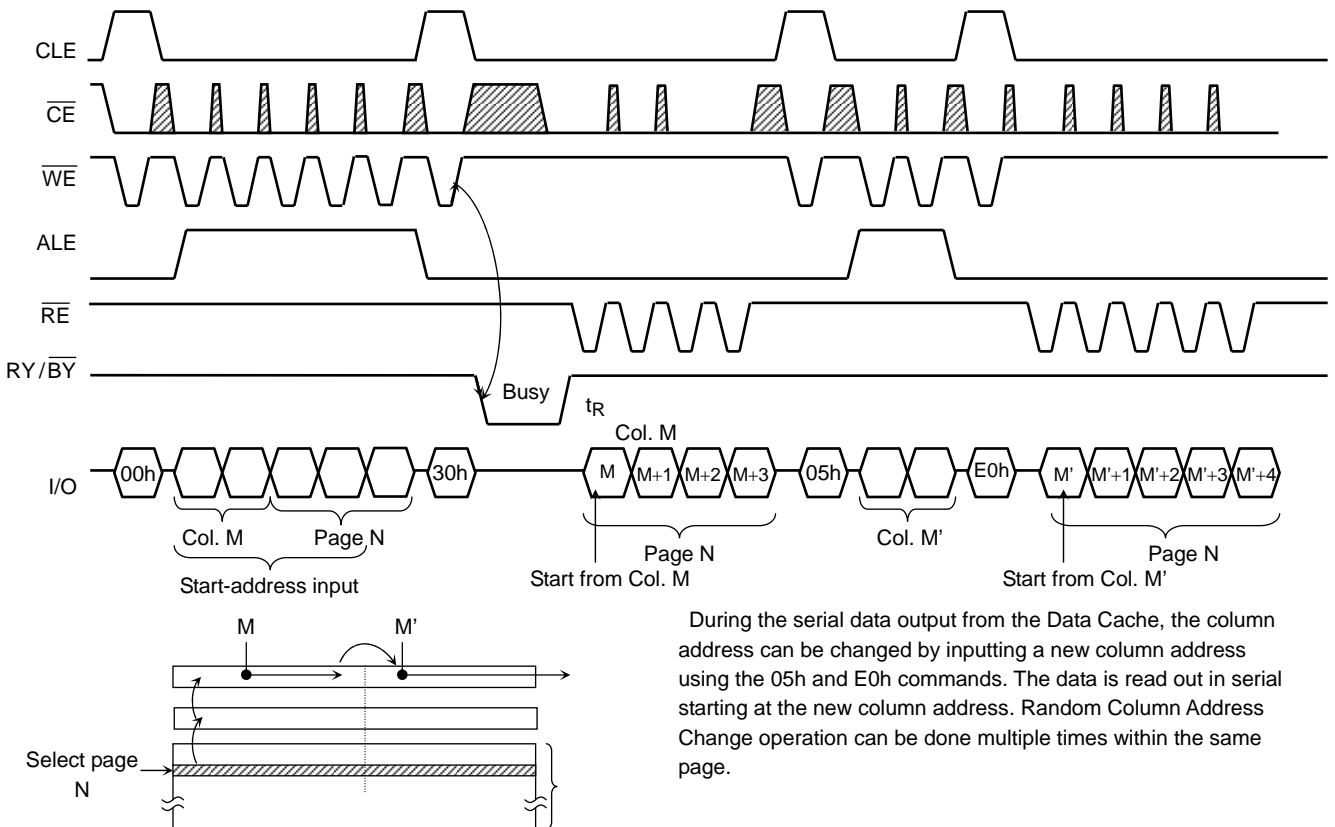 CLE
CE
WE
ALE
RE
RY/BY
Busy
tR
Col. M
I/O
00h
30h
M M+1 M+2 M+3
05h
E0h
M' M'+1 M'+2 M'+3 M'+4
Col. M
Page N
Start-address input
Page N
Start from Col. M
Col. M’
Page N
Start from Col. M’
M
M’
Select page
N
During the serial data output from the Data Cache, the column
address can be changed by inputting a new column address
using the 05h and E0h commands. The data is read out in serial
starting at the new column address. Random Column Address
Change operation can be done multiple times within the same
page.